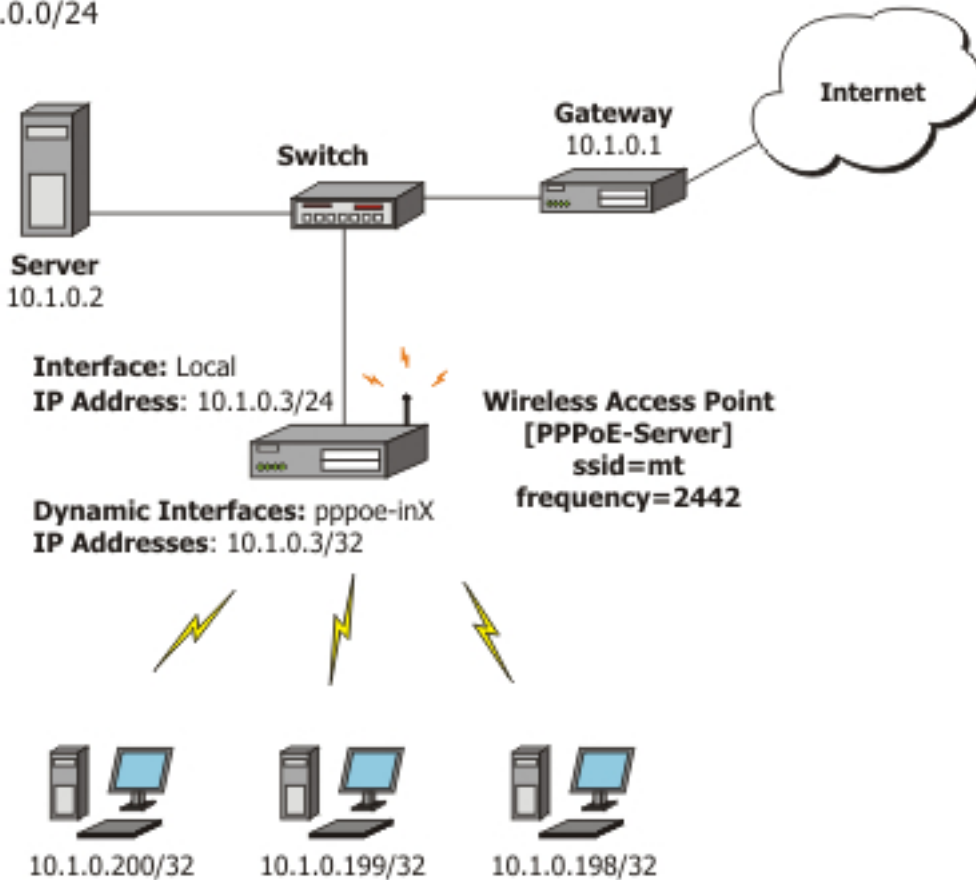 .0.0/24
Internet
Gateway
10.1.0.1
Switch
Server
10.1.0.2
Interface: Local
IP Address: 10.1.0.3/24
Wireless Access Point
[PPPoE-Server]
ssid=mt
frequency=2442
Dynamic Interfaces: pppoe-inX
IP Addresses: 10.1.0.3/32
10.1.0.200/32
10.1.0.199/32
10.1.0.198/32